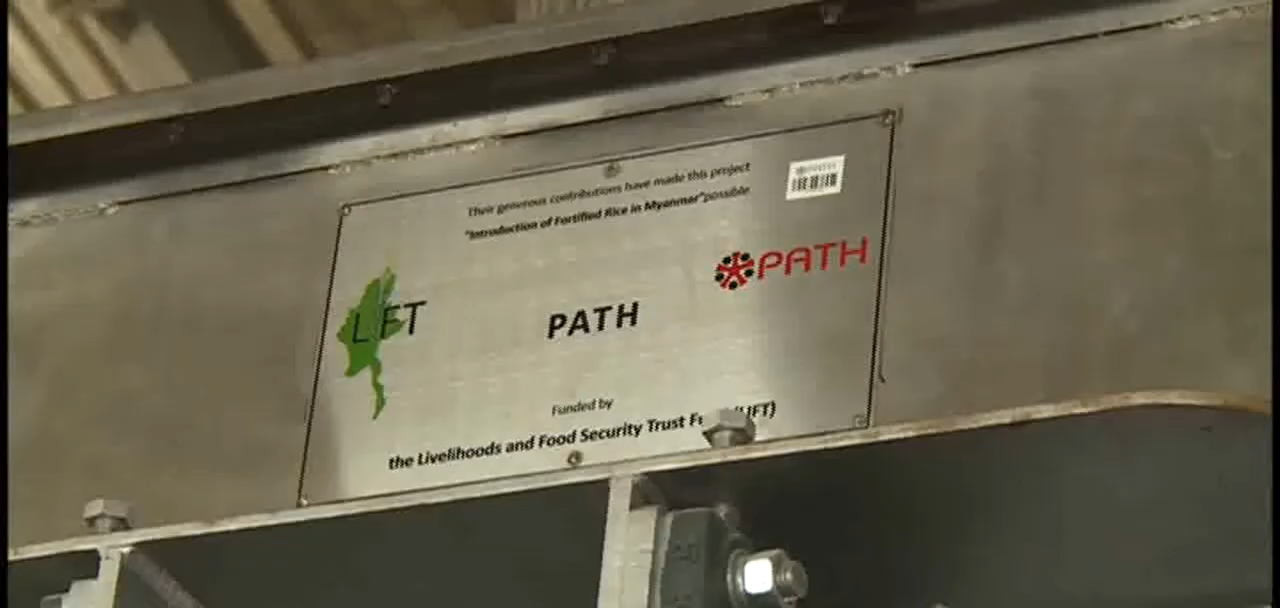 Their generous contributions have made this project
"Introduction of Fortified Rice in Myanmar"possible
LIFT
PATH
PATH
Funded by
the Livelihoods and Food Security Trust (LIFT)